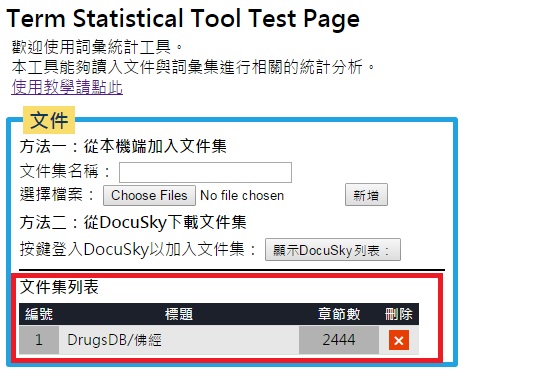 Term Statistical Tool Test Page
歡迎使用詞彙統計工具。
本工具能夠讀入文件與詞彙集進行相關的統計分析。
使用教學請點此
文件
方法一：從本機端加入文件集
文件集名稱：
選擇檔案： Choose Files No file chosen 新增
方法二：從DocuSky下載文件集
按鍵登入DocuSky以加入文件集： 顯示DocuSky列表：
文件集列表
編號 標題 章節數 刪除
1 DrugsDB/佛經 2444 ×